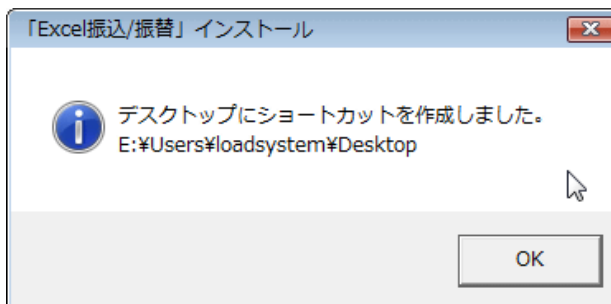 「Excel振込/振替」インストール
デスクトップにショートカットを作成しました。
E:¥Users¥loadsystem¥Desktop
OK